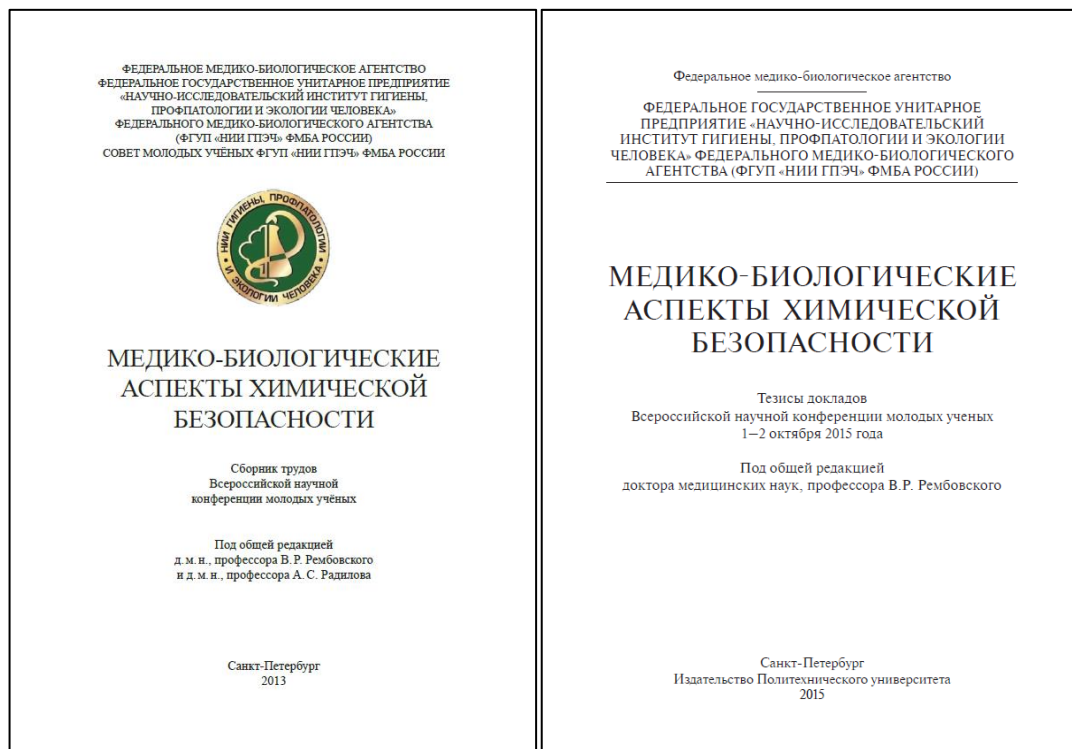 ФЕДЕРАЛЬНОЕ МЕДИКО-БИОЛОГИЧЕСКОЕ АГЕНТСТВО
ФЕДЕРАЛЬНОЕ ГОСУДАРСТВЕННОЕ УНИТАРНОЕ ПРЕДПРИЯТИЕ
«НАУЧНО-ИССЛЕДОВАТЕЛЬСКИЙ ИНСТИТУТ ГИГИЕНЫ,
ПРОФПАТОЛОГИИ И ЭКОЛОГИИ ЧЕЛОВЕКА»
ФЕДЕРАЛЬНОГО МЕДИКО-БИОЛОГИЧЕСКОГО АГЕНТСТВА
(ФГУП «НИИ ГПЭЧ» ФМБА РОССИИ)
СОВЕТ МОЛОДЫХ УЧЁНЫХ ФГУП «НИИ ГПЭЧ» ФМБА РОССИИ
НИИ ГИГИЕНЫ, ПРОФПАТОЛОГИИ
И ЭКОЛОГИИ ЧЕЛОВЕКА
МЕДИКО-БИОЛОГИЧЕСКИЕ
АСПЕКТЫ ХИМИЧЕСКОЙ
БЕЗОПАСНОСТИ
Сборник трудов
Всероссийской научной
конференции молодых учёных
Под общей редакцией
д. м. н., профессора В. Р. Рембовского
и д. м. н., профессора А. С. Радилова
Санкт-Петербург
2013
Федеральное медико-биологическое агентство
ФЕДЕРАЛЬНОЕ ГОСУДАРСТВЕННОЕ УНИТАРНОЕ
ПРЕДПРИЯТИЕ «НАУЧНО-ИССЛЕДОВАТЕЛЬСКИЙ
ИНСТИТУТ ГИГИЕНЫ, ПРОФПАТОЛОГИИ И ЭКОЛОГИИ
ЧЕЛОВЕКА» ФЕДЕРАЛЬНОГО МЕДИКО-БИОЛОГИЧЕСКОГО
АГЕНТСТВА (ФГУП «НИИ ГПЭЧ» ФМБА РОССИИ)
МЕДИКО-БИОЛОГИЧЕСКИЕ
АСПЕКТЫ ХИМИЧЕСКОЙ
БЕЗОПАСНОСТИ
Тезисы докладов
Всероссийской научной конференции молодых ученых
1–2 октября 2015 года
Под общей редакцией
доктора медицинских наук, профессора В.Р. Рембовского
Санкт-Петербург
Издательство Политехнического университета
2015